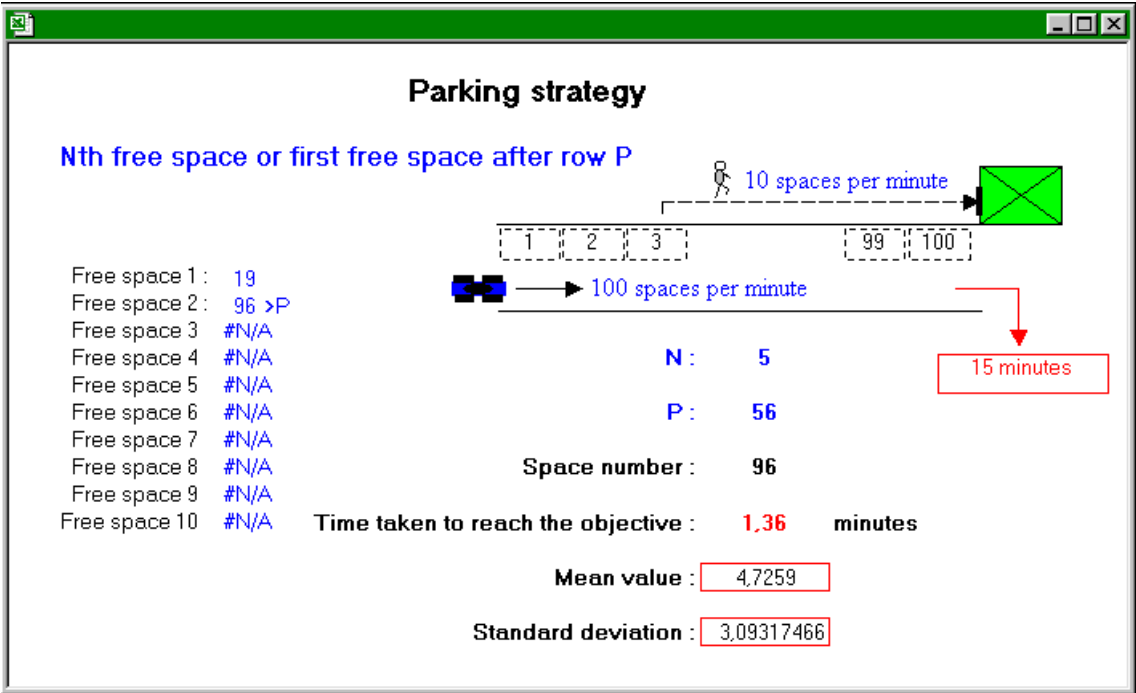 Parking strategy
Nth free space or first free space after row P
10 spaces per minute
1 2 3 99 100
100 spaces per minute
15 minutes
Free space 1 : 19
Free space 2 : 96 >P
Free space 3 #N/A
Free space 4 #N/A
Free space 5 #N/A
Free space 6 #N/A
Free space 7 #N/A
Free space 8 #N/A
Free space 9 #N/A
Free space 10 #N/A
N : 5
P : 56
Space number : 96
Time taken to reach the objective : 1,36 minutes
Mean value : 4,7259
Standard deviation : 3,09317466